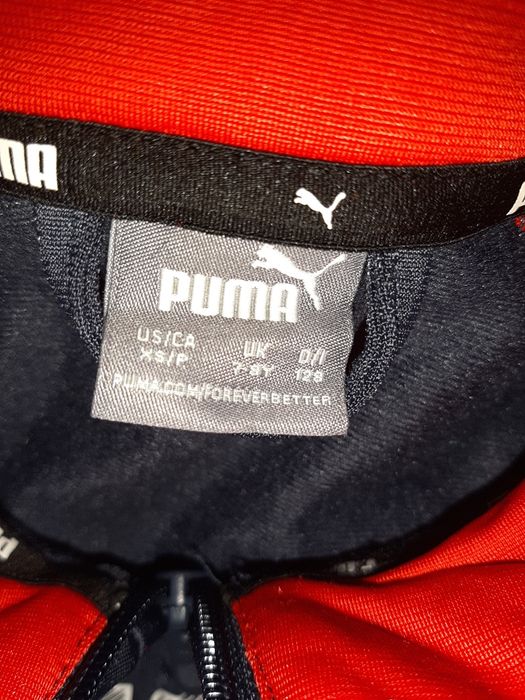 UMA
PUMA
US/CA UK D/I
XS/P 7-8Y 128
PUMA.COM/FOREVERBETTER